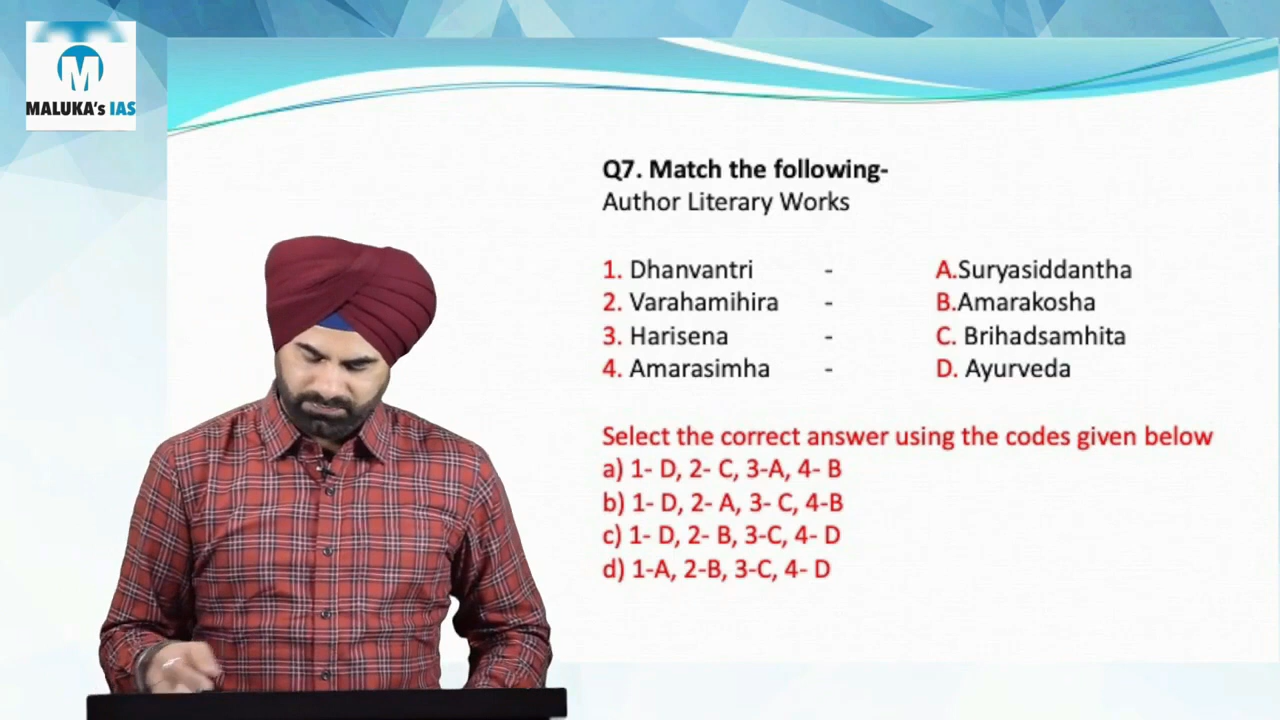 M
MALUKA's IAS
Q7. Match the following-
Author Literary Works
1. Dhanvantri - A.Suryasiddantha
2. Varahamihira - B.Amarakosha
3. Harisena - C. Brihadsamhita
4. Amarasimha - D. Ayurveda
Select the correct answer using the codes given below
a) 1- D, 2- C, 3-A, 4- B
b) 1- D, 2- A, 3- C, 4-B
c) 1- D, 2- B, 3-C, 4- D
d) 1-A, 2-B, 3-C, 4- D